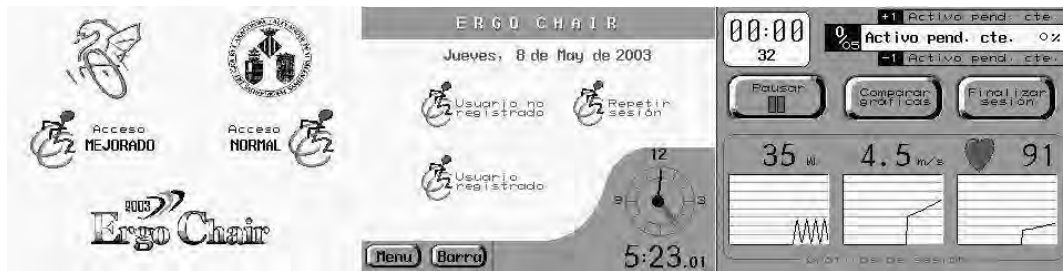 Acceso
MEJORADO
Acceso
NORMAL
2003
Ergo Chair
ERGO CHAIR
Jueves, 8 de May de 2003
Usuario no
registrado
Repetir
sesión
Usuario
registrado
12
9
3
Menu
Borrq
5:23.01
00:00
32
+1 Activo pend. cte.
%05 Activo pend. cte. 0%
-1 Activo pend. cte.
Pausar
Comparar
gráficas
Finalizar
sesión
35 W
4.5 m/s
91